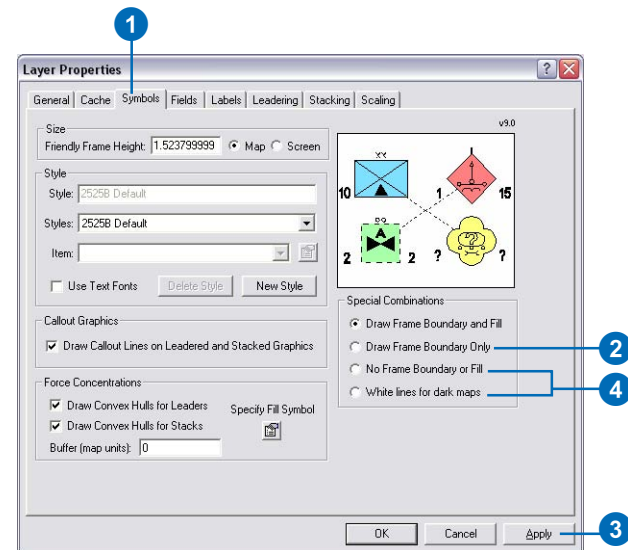 1
Layer Properties
General Cache Symbols Fields Labels Leadering Stacking Scaling
v9.0
Size
Friendly Frame Height: 1.523799999 Map Screen
Style
Style: 2525B Default
Styles: 2525B Default
Item:
Use Text Fonts Delete Style New Style
Callout Graphics
Draw Callout Lines on Leadered and Stacked Graphics
Force Concentrations
Draw Convex Hulls for Leaders
Draw Convex Hulls for Stacks
Specify Fill Symbol
Buffer (map units): 0
XX
10 1 15
A
2 2 ? ? ?
Special Combinations
Draw Frame Boundary and Fill
Draw Frame Boundary Only
2
No Frame Boundary or Fill
4
White lines for dark maps
OK Cancel Apply
3